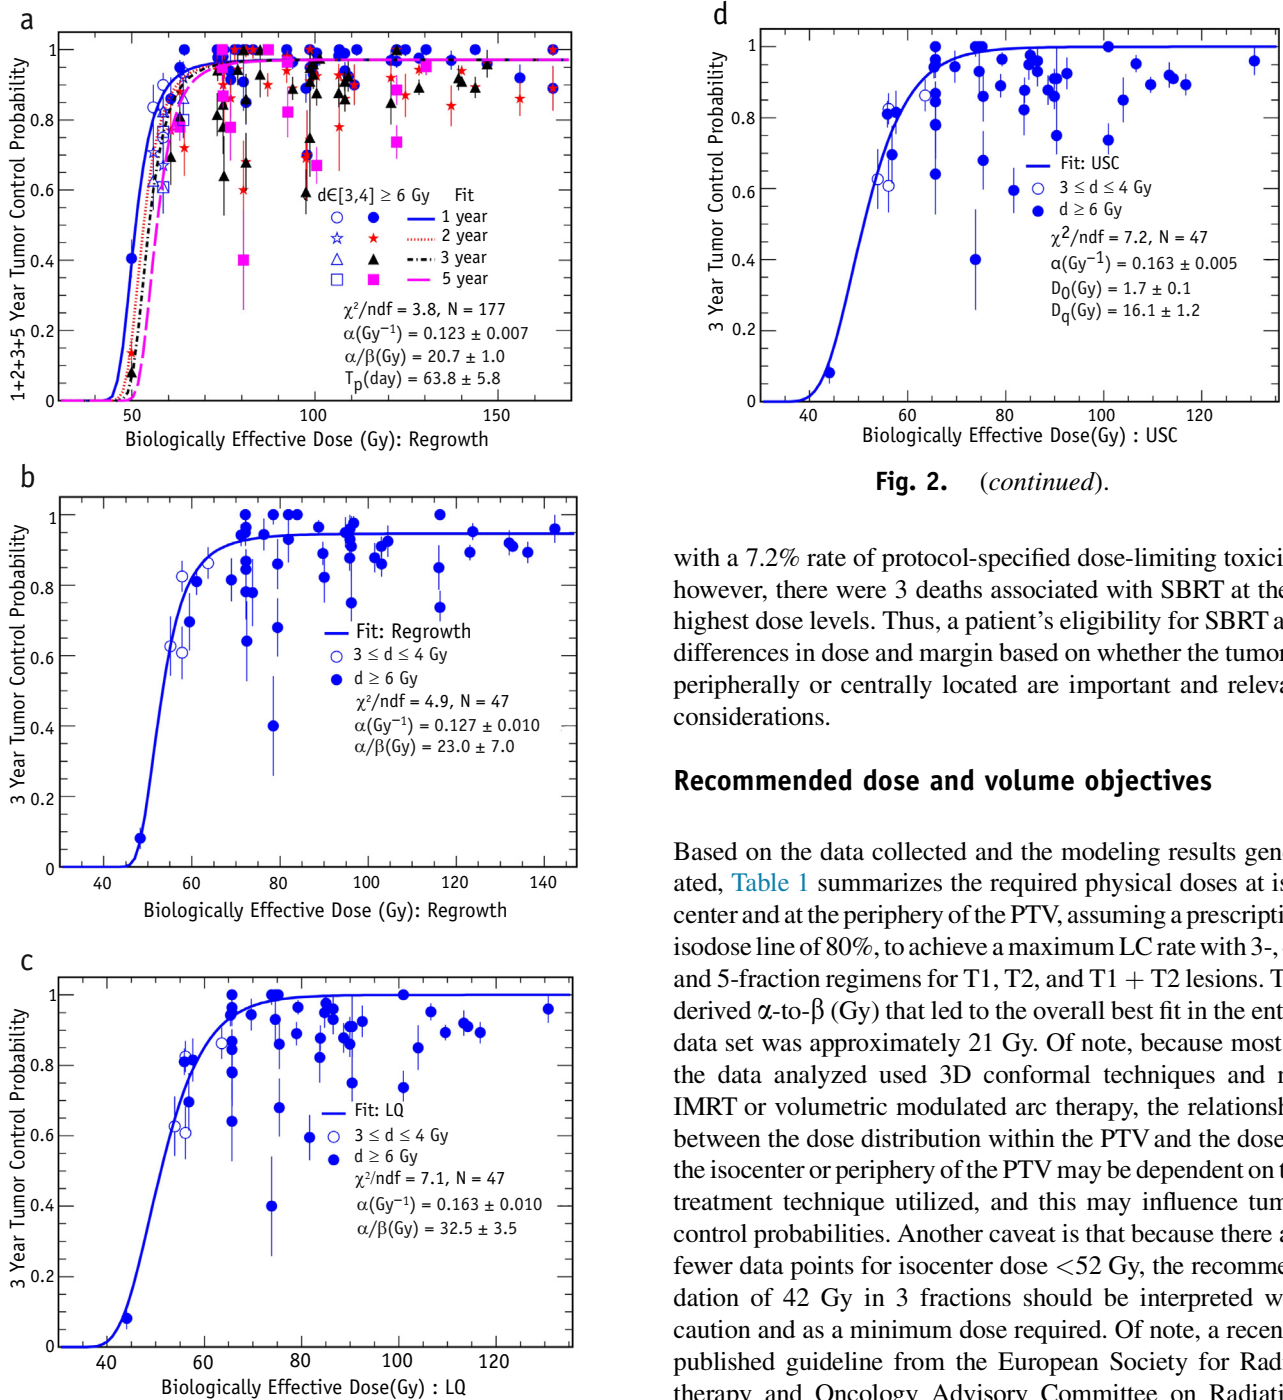 a
1+2+3+5 Year Tumor Control Probability
1
0.8
0.6
0.4
0.2
0
50
100
150
dЄ[3,4] ≥ 6 Gy Fit
1 year
2 year
3 year
5 year
χ²/ndf = 3.8, N = 177
α(Gy⁻¹) = 0.123 ± 0.007
α/β(Gy) = 20.7 ± 1.0
Tp(day) = 63.8 ± 5.8
Biologically Effective Dose (Gy): Regrowth
b
3 Year Tumor Control Probability
1
0.8
0.6
0.4
0.2
0
40
60
80
100
120
140
Fit: Regrowth
3 ≤ d ≤ 4 Gy
d ≥ 6 Gy
χ²/ndf = 4.9, N = 47
α(Gy⁻¹) = 0.127 ± 0.010
α/β(Gy) = 23.0 ± 7.0
Biologically Effective Dose (Gy): Regrowth
c
3 Year Tumor Control Probability
1
0.8
0.6
0.4
0.2
0
40
60
80
100
120
Fit: LQ
3 ≤ d ≤ 4 Gy
d ≥ 6 Gy
χ²/ndf = 7.1, N = 47
α(Gy⁻¹) = 0.163 ± 0.010
α/β(Gy) = 32.5 ± 3.5
Biologically Effective Dose(Gy) : LQ
d
3 Year Tumor Control Probability
1
0.8
0.6
0.4
0.2
0
40
60
80
100
120
Fit: USC
3 ≤ d ≤ 4 Gy
d ≥ 6 Gy
χ²/ndf = 7.2, N = 47
α(Gy⁻¹) = 0.163 ± 0.005
D₀(Gy) = 1.7 ± 0.1
Dq(Gy) = 16.1 ± 1.2
Biologically Effective Dose(Gy) : USC
Fig. 2. (continued).
with a 7.2% rate of protocol-specified dose-limiting toxici
however, there were 3 deaths associated with SBRT at the
highest dose levels. Thus, a patient's eligibility for SBRT a
differences in dose and margin based on whether the tumor
peripherally or centrally located are important and releva
considerations.
Recommended dose and volume objectives
Based on the data collected and the modeling results gen
ated, Table 1 summarizes the required physical doses at is
center and at the periphery of the PTV, assuming a prescripti
isodose line of 80%, to achieve a maximum LC rate with 3-,
and 5-fraction regimens for T1, T2, and T1 + T2 lesions. T
derived α-to-β (Gy) that led to the overall best fit in the ent
data set was approximately 21 Gy. Of note, because most
the data analyzed used 3D conformal techniques and n
IMRT or volumetric modulated arc therapy, the relationsh
between the dose distribution within the PTV and the dose
the isocenter or periphery of the PTV may be dependent on t
treatment technique utilized, and this may influence tum
control probabilities. Another caveat is that because there a
fewer data points for isocenter dose <52 Gy, the recomme
dation of 42 Gy in 3 fractions should be interpreted w
caution and as a minimum dose required. Of note, a recen
published guideline from the European Society for Radi
therapy and Oncology Advisory Committee on Radiati